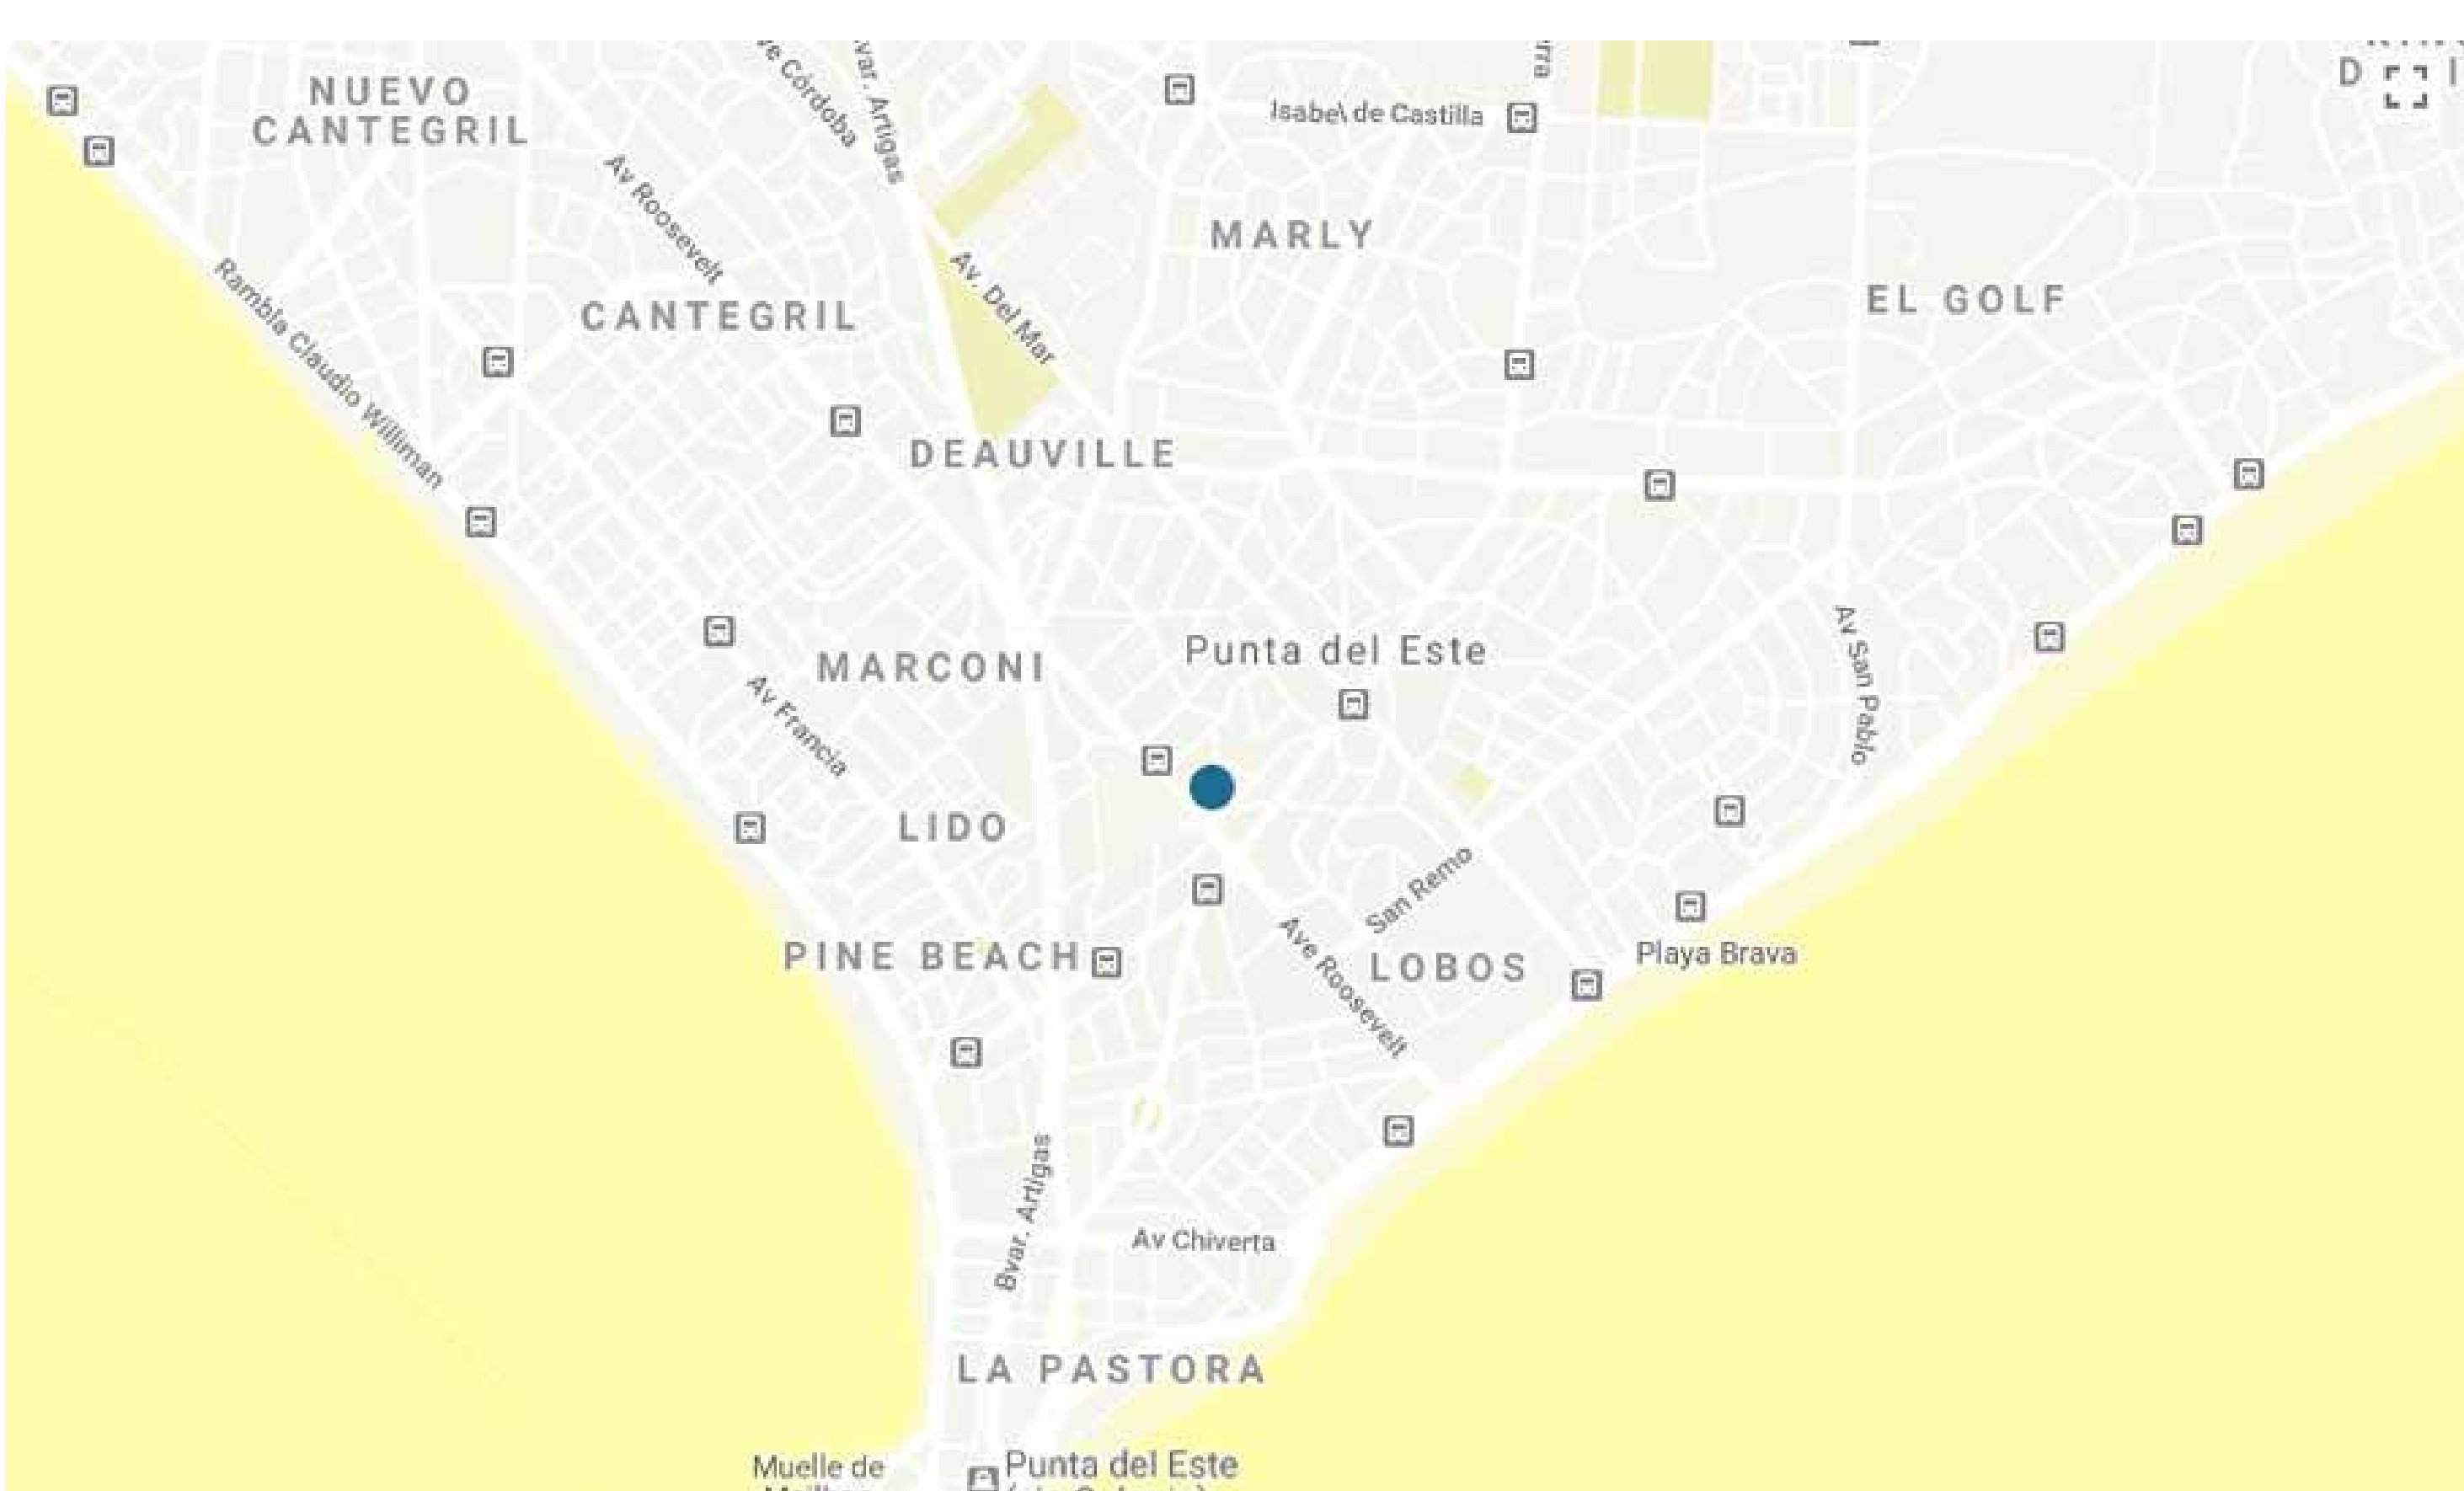 NUEVO
CANTEGRIL
Isabel de Castilla
Av Roosevelt
MARLY
Av. Del Mar
EL GOLF
Rambla Claudio Williman
CANTEGRIL
DEAUVILLE
Av San Pablo
Punta del Este
MARCONI
Av Francia
LIDO
San Remo
Ave Roosevelt
PINE BEACH
LOBOS
Playa Brava
Bvar. Artigas
Av Chiverta
LA PASTORA
Muelle de
Punta del Este